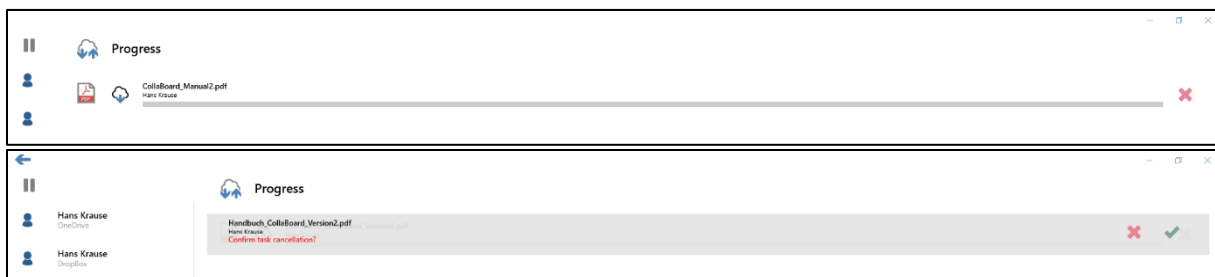 Progress
CollaBoard_Manual2.pdf
Hans Krause
PDF
Progress
Hans Krause
OneDrive
Handbuch_CollaBoard_Version2.pdf
Hans Krause
Confirm task cancellation?
Hans Krause
DropBox